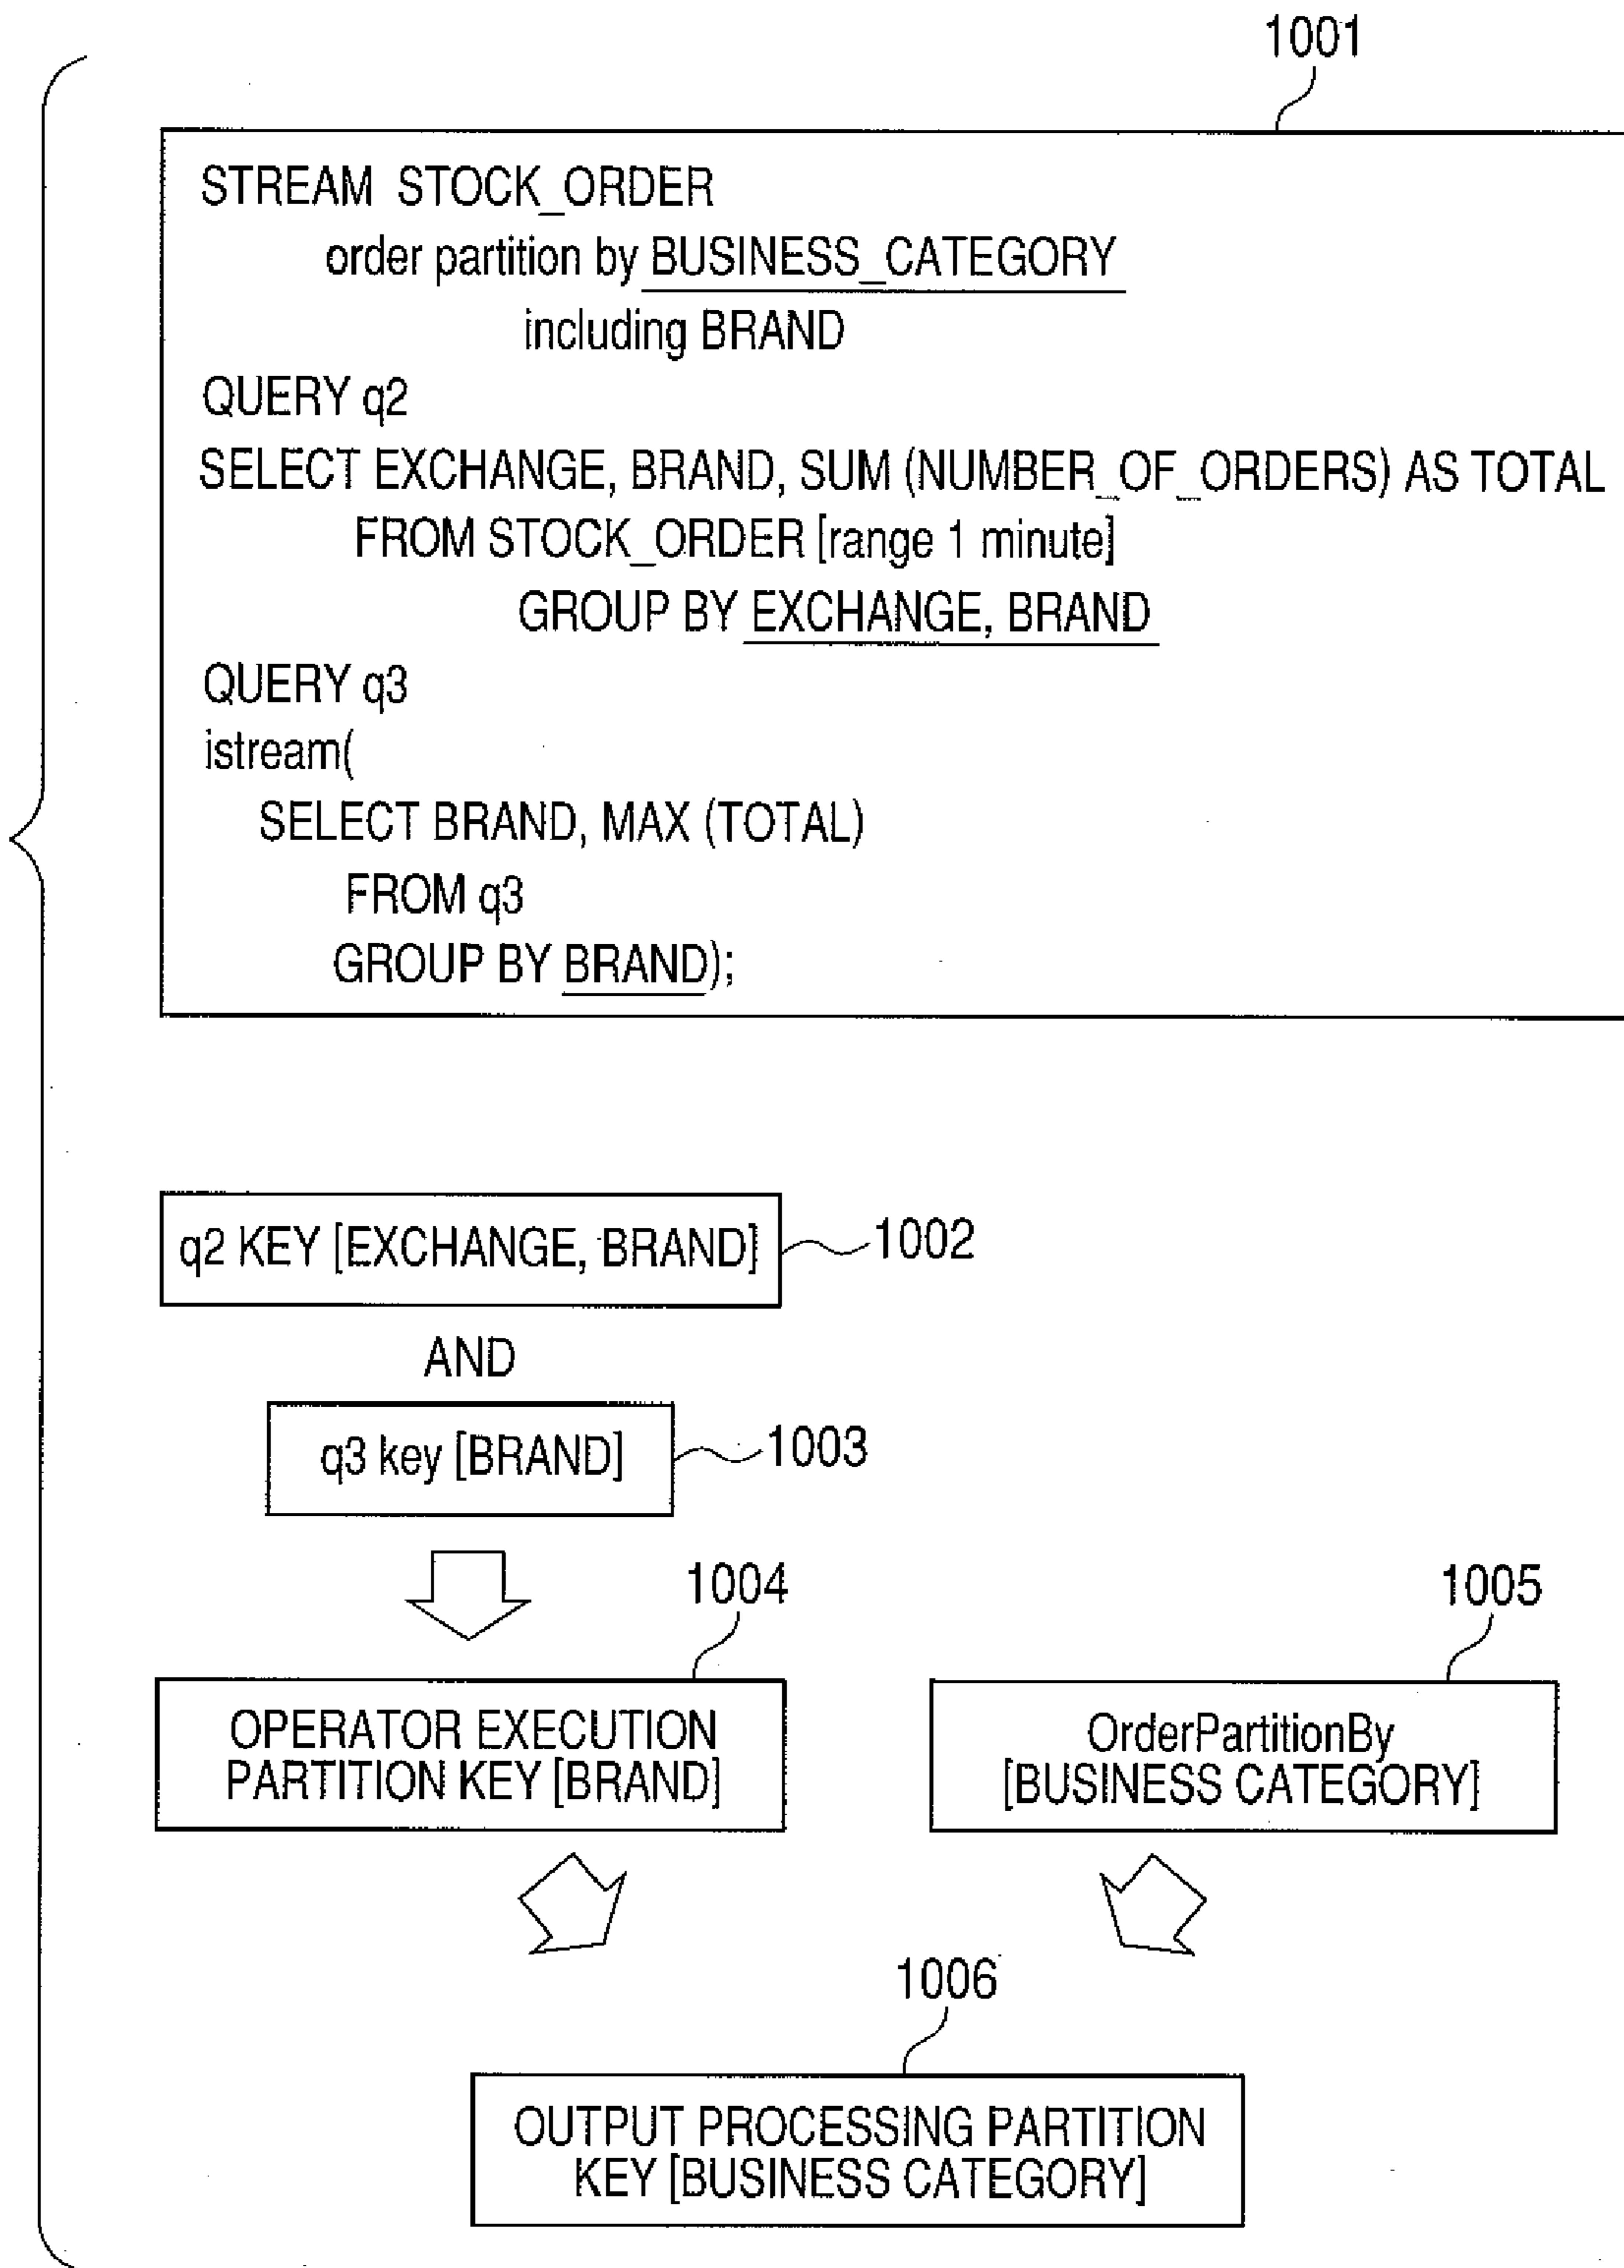 1001
STREAM STOCK_ORDER
order partition by BUSINESS_CATEGORY
including BRAND
QUERY q2
SELECT EXCHANGE, BRAND, SUM (NUMBER_OF_ORDERS) AS TOTAL
FROM STOCK_ORDER [range 1 minute]
GROUP BY EXCHANGE, BRAND
QUERY q3
istream(
SELECT BRAND, MAX (TOTAL)
FROM q3
GROUP BY BRAND);
q2 KEY [EXCHANGE, BRAND]
1002
AND
q3 key [BRAND]
1003
1004
OPERATOR EXECUTION
PARTITION KEY [BRAND]
1005
OrderPartitionBy
[BUSINESS CATEGORY]
1006
OUTPUT PROCESSING PARTITION
KEY [BUSINESS CATEGORY]